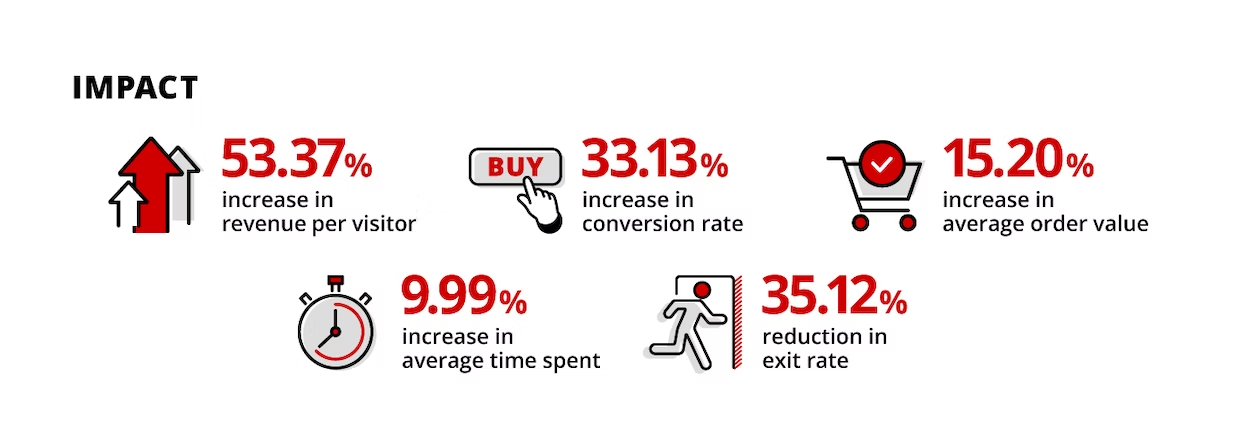 IMPACT
53.37%
increase in
revenue per visitor
BUY
33.13%
increase in
conversion rate
15.20%
increase in
average order value
9.99%
increase in
average time spent
35.12%
reduction in
exit rate